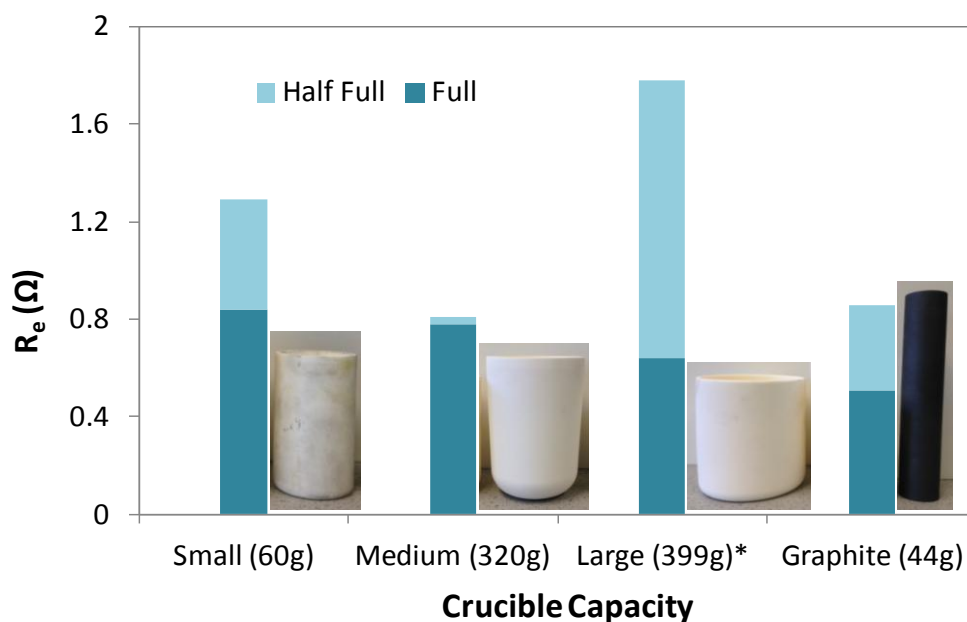 2
1.6
1.2
0.8
0.4
0
Rₑ (Ω)
Half Full Full
Small (60g) Medium (320g) Large (399g)* Graphite (44g)
Crucible Capacity